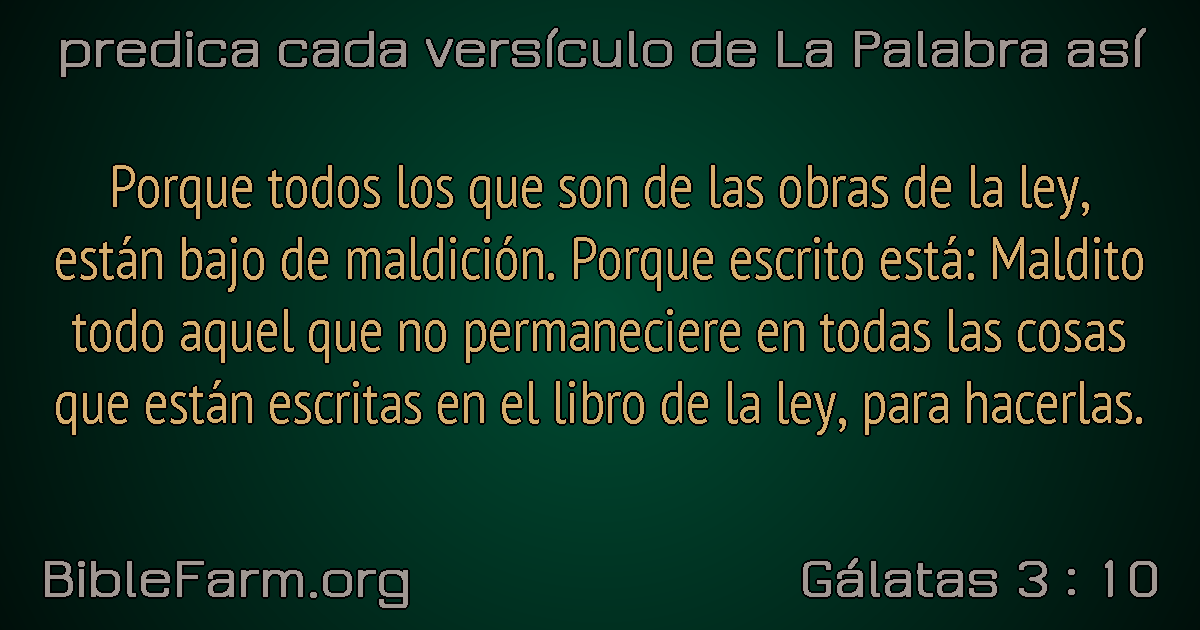 predica cada versículo de La Palabra así
Porque todos los que son de las obras de la ley,
están bajo de maldición. Porque escrito está: Maldito
todo aquel que no permaneciere en todas las cosas
que están escritas en el libro de la ley, para hacerlas.
BibleFarm.org
Gálatas 3 : 10